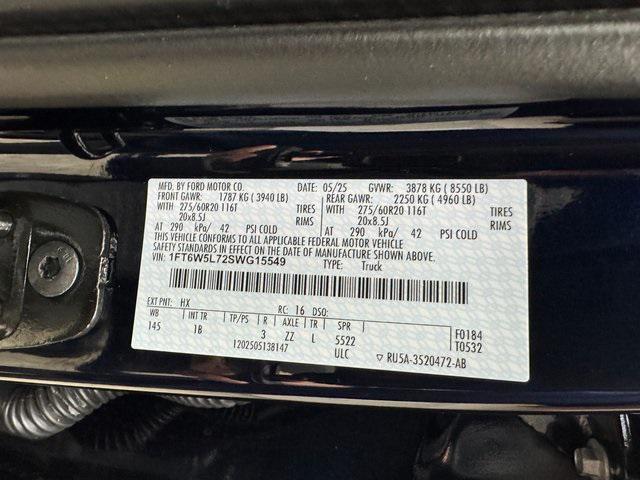 MFD. BY FORD MOTOR CO. 05/25 GVWR: 3878 KG ( 8550 LB)
FRONT GAWR: 1787 KG ( 3940 LB) REAR GAWR: 2250 KG ( 4960 LB)
WITH 275/60R20 116T TIRES WITH 275/60R20 116T TIRES
20x8.5J RIMS 20x8.5J RIMS
AT 290 kPa/ 42 PSI COLD AT 290 kPa/ 42 PSI COLD
THIS VEHICLE CONFORMS TO ALL APPLICABLE FEDERAL MOTOR VEHICLE
SAFETY STANDARDS IN EFFECT ON THE DATE OF MANUFACTURE SHOWN ABOVE.
VIN: 1FT6W5L72SWG15549 TYPE: Truck
EXT PNT: HX RC: 16 DSO:
WB INT TR TP/PS R AXLE TR SPR F0184
145 1B 3 ZZ L 5522 T0532
1202505138147 ULC RU5A-3520472-AB